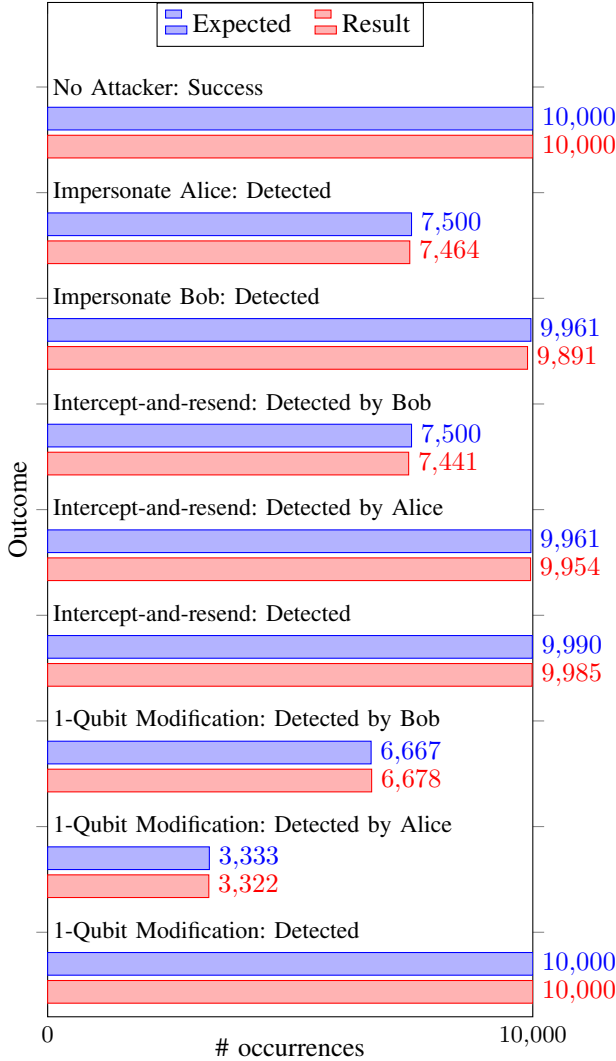 Expected Result
No Attacker: Success
10,000
10,000
Impersonate Alice: Detected
7,500
7,464
Impersonate Bob: Detected
9,961
9,891
Intercept-and-resend: Detected by Bob
7,500
7,441
Intercept-and-resend: Detected by Alice
9,961
9,954
Intercept-and-resend: Detected
9,990
9,985
1-Qubit Modification: Detected by Bob
6,667
6,678
1-Qubit Modification: Detected by Alice
3,333
3,322
1-Qubit Modification: Detected
10,000
10,000
Outcome
0 10,000
# occurrences